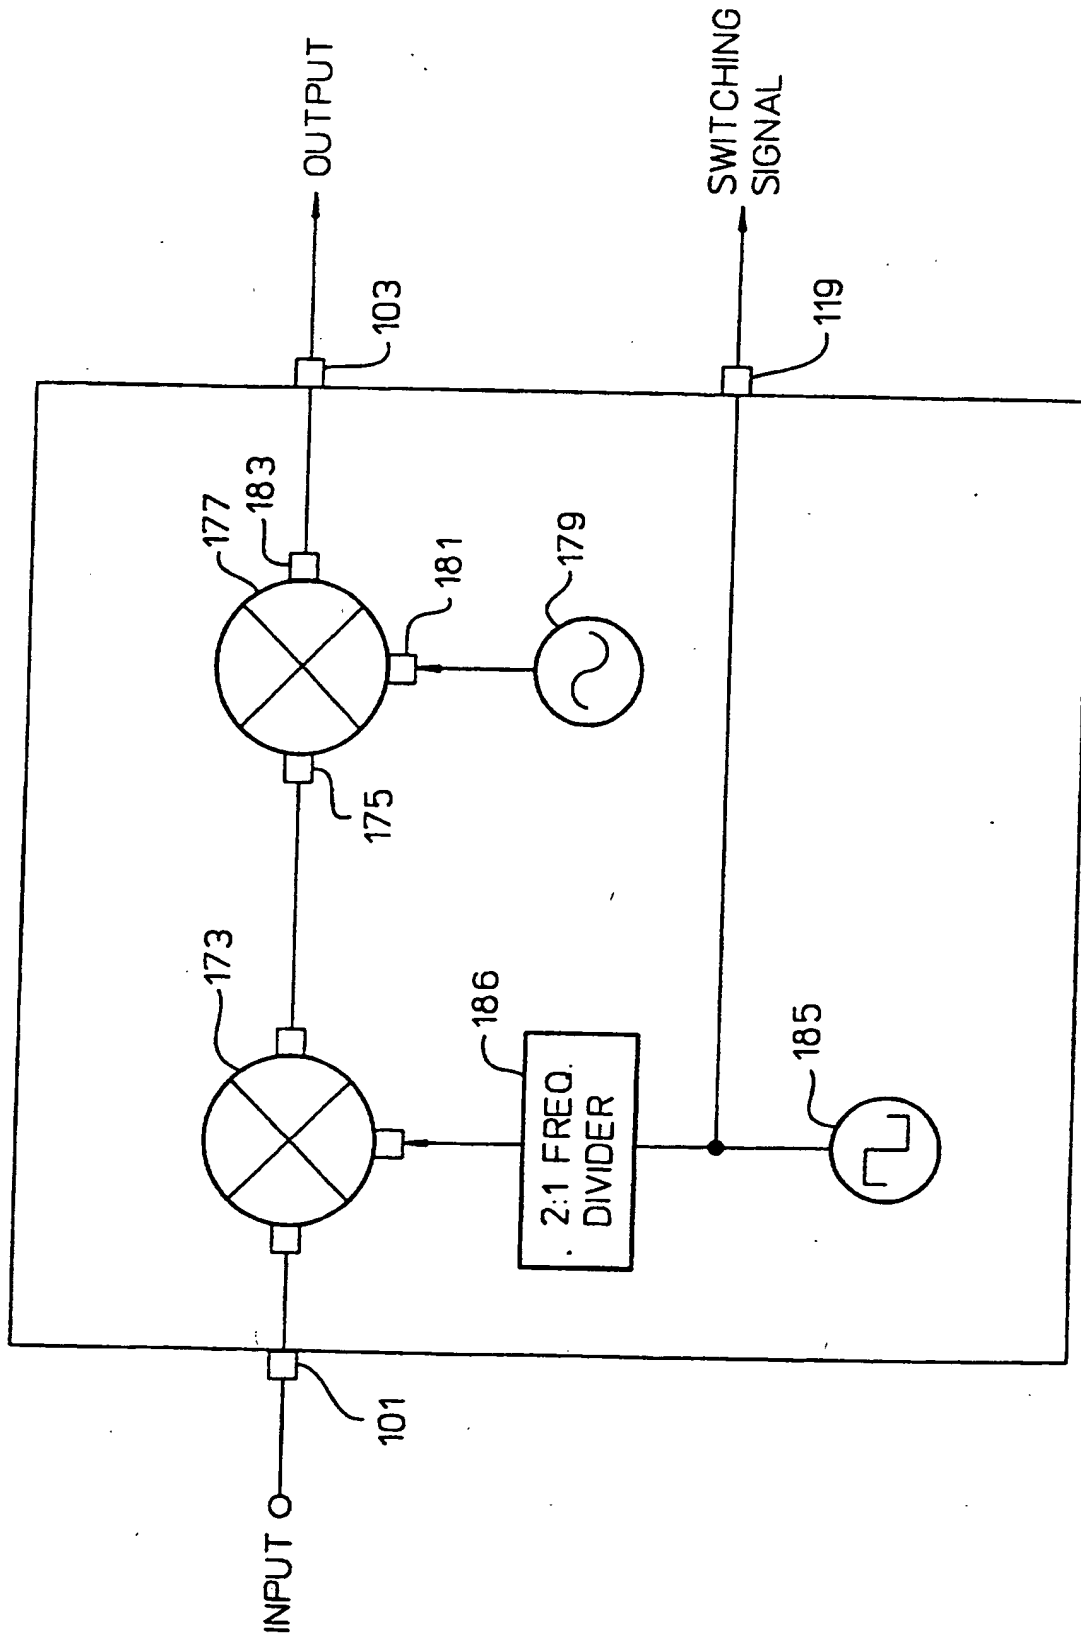 INPUT
101
173
175
177
183
181
179
103
OUTPUT
2:1 FREQ.
DIVIDER
186
185
119
SWITCHING
SIGNAL